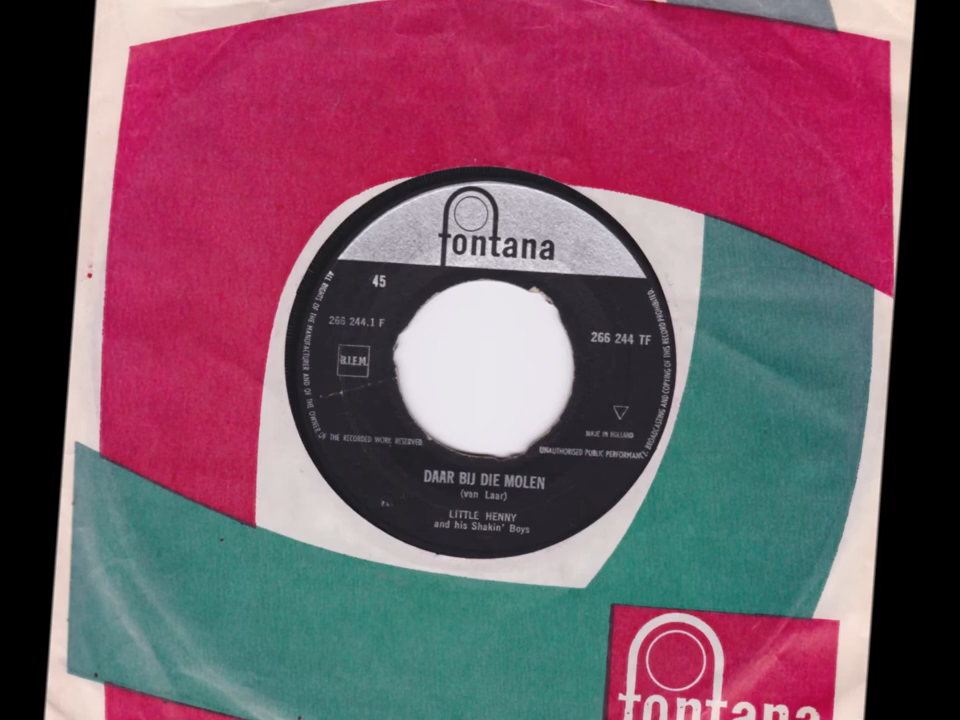 fontana
45
266 244.1 F
266 244 TF
B.I.E.M.
MADE IN HOLLAND
ALL RIGHTS OF THE MANUFACTURER AND OF THE OWNER OF THE RECORDED WORK RESERVED.
UNAUTHORISED PUBLIC PERFORMANCE, BROADCASTING AND COPYING OF THIS RECORD PROHIBITED.
DAAR BIJ DIE MOLEN
(van Laar)
LITTLE HENNY
and his Shakin' Boys
fontana